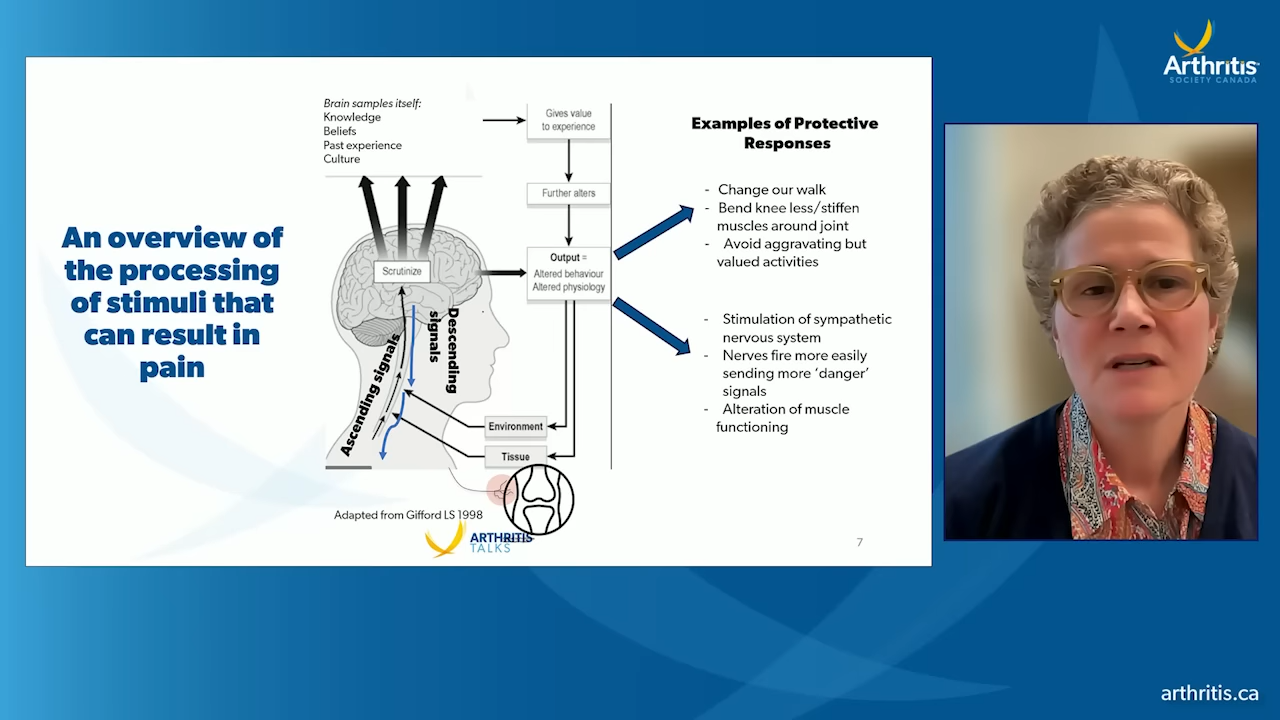 Arthritis
SOCIETY CANADA
An overview of
the processing
of stimuli that
can result in
pain
Brain samples itself:
Knowledge
Beliefs
Past experience
Culture
Scrutinize
Ascending signals
Descending
signals
Gives value
to experience
Further alters
Output =
Altered behaviour
Altered physiology
Environment
Tissue
Adapted from Gifford LS 1998
ARTHRITIS
TALKS
Examples of Protective
Responses
- Change our walk
- Bend knee less/stiffen
muscles around joint
- Avoid aggravating but
valued activities
- Stimulation of sympathetic
nervous system
- Nerves fire more easily
sending more ‘danger’
signals
- Alteration of muscle
functioning
7
arthritis.ca